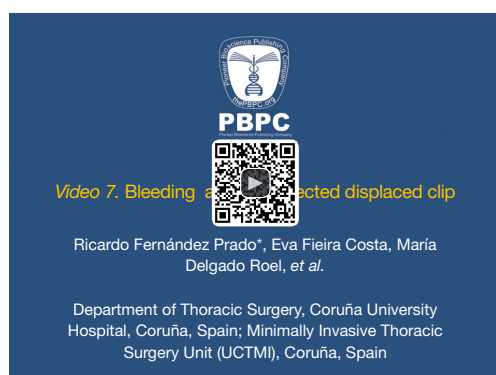 Pioneer Bioscience Publishing Company
thePBPC.org
PBPC
Pioneer Bioscience Publishing Company
Video 7. Bleeding a ected displaced clip
Ricardo Fernández Prado*, Eva Fieira Costa, María
Delgado Roel, et al.
Department of Thoracic Surgery, Coruña University
Hospital, Coruña, Spain; Minimally Invasive Thoracic
Surgery Unit (UCTMI), Coruña, Spain